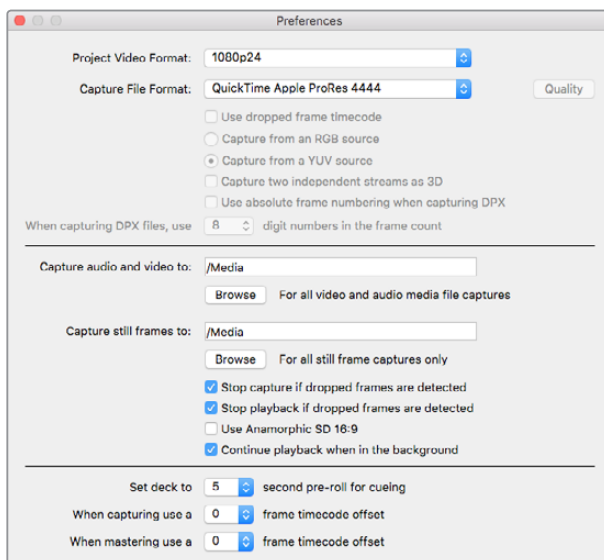 Preferences
Project Video Format: 1080p24
Capture File Format: QuickTime Apple ProRes 4444 Quality
Use dropped frame timecode
Capture from an RGB source
Capture from a YUV source
Capture two independent streams as 3D
Use absolute frame numbering when capturing DPX
When capturing DPX files, use 8 digit numbers in the frame count
Capture audio and video to: /Media
Browse For all video and audio media file captures
Capture still frames to: /Media
Browse For all still frame captures only
Stop capture if dropped frames are detected
Stop playback if dropped frames are detected
Use Anamorphic SD 16:9
Continue playback when in the background
Set deck to 5 second pre-roll for cueing
When capturing use a 0 frame timecode offset
When mastering use a 0 frame timecode offset